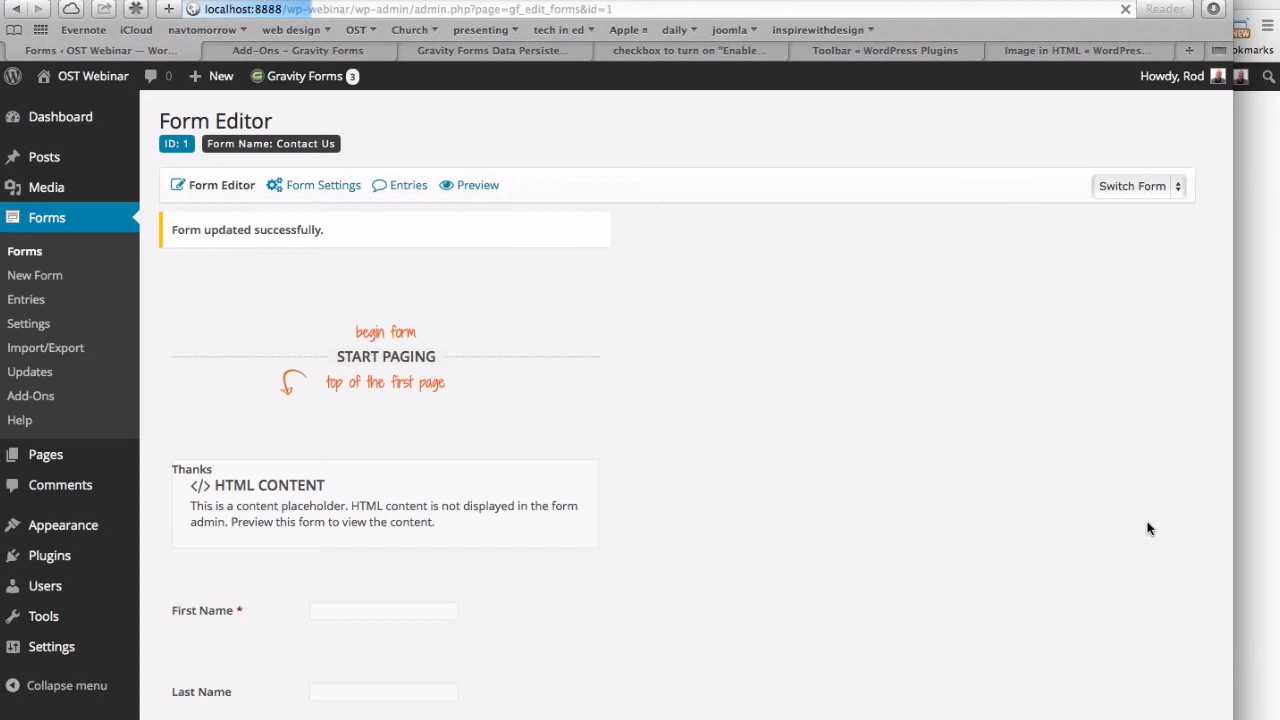 localhost:8888/wp-webinar/wp-admin/admin.php?page=gf_edit_forms&id=1
Reader
NEW
Evernote iCloud navtomorrow web design OST Church presenting tech in ed Apple daily joomla inspirewithdesign
okmarks
Forms ‹ OST Webinar — Wor... Add-Ons – Gravity Forms Gravity Forms Data Persiste... checkbox to turn on "Enable... Toolbar « WordPress Plugins Image in HTML « WordPres...
OST Webinar 0 New Gravity Forms 3 Howdy, Rod
Dashboard
Posts
Media
Forms
Forms
New Form
Entries
Settings
Import/Export
Updates
Add-Ons
Help
Pages
Comments
Appearance
Plugins
Users
Tools
Settings
Collapse menu
Form Editor
ID: 1 Form Name: Contact Us
Form Editor Form Settings Entries Preview Switch Form
Form updated successfully.
begin form
START PAGING
top of the first page
Thanks
</> HTML CONTENT
This is a content placeholder. HTML content is not displayed in the form
admin. Preview this form to view the content.
First Name *
Last Name